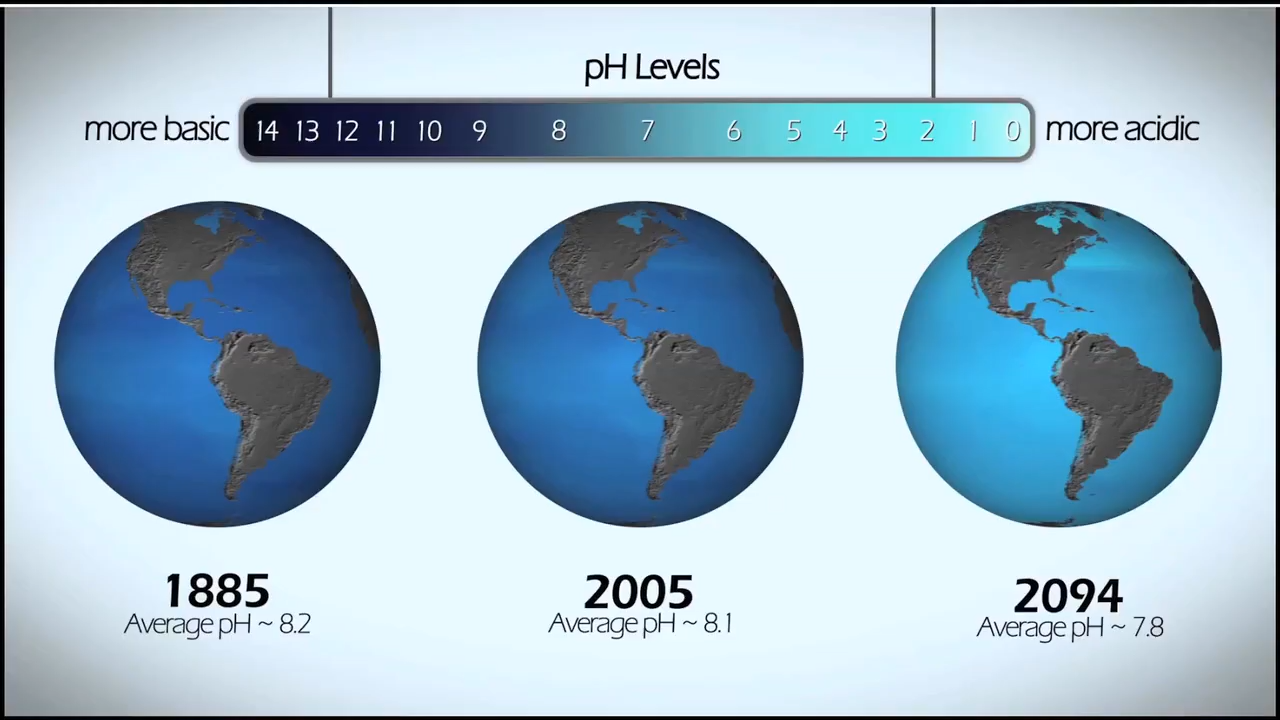 pH Levels
more basic 14 13 12 11 10 9 8 7 6 5 4 3 2 1 0 more acidic
1885
Average pH ~ 8.2
2005
Average pH ~ 8.1
2094
Average pH ~ 7.8